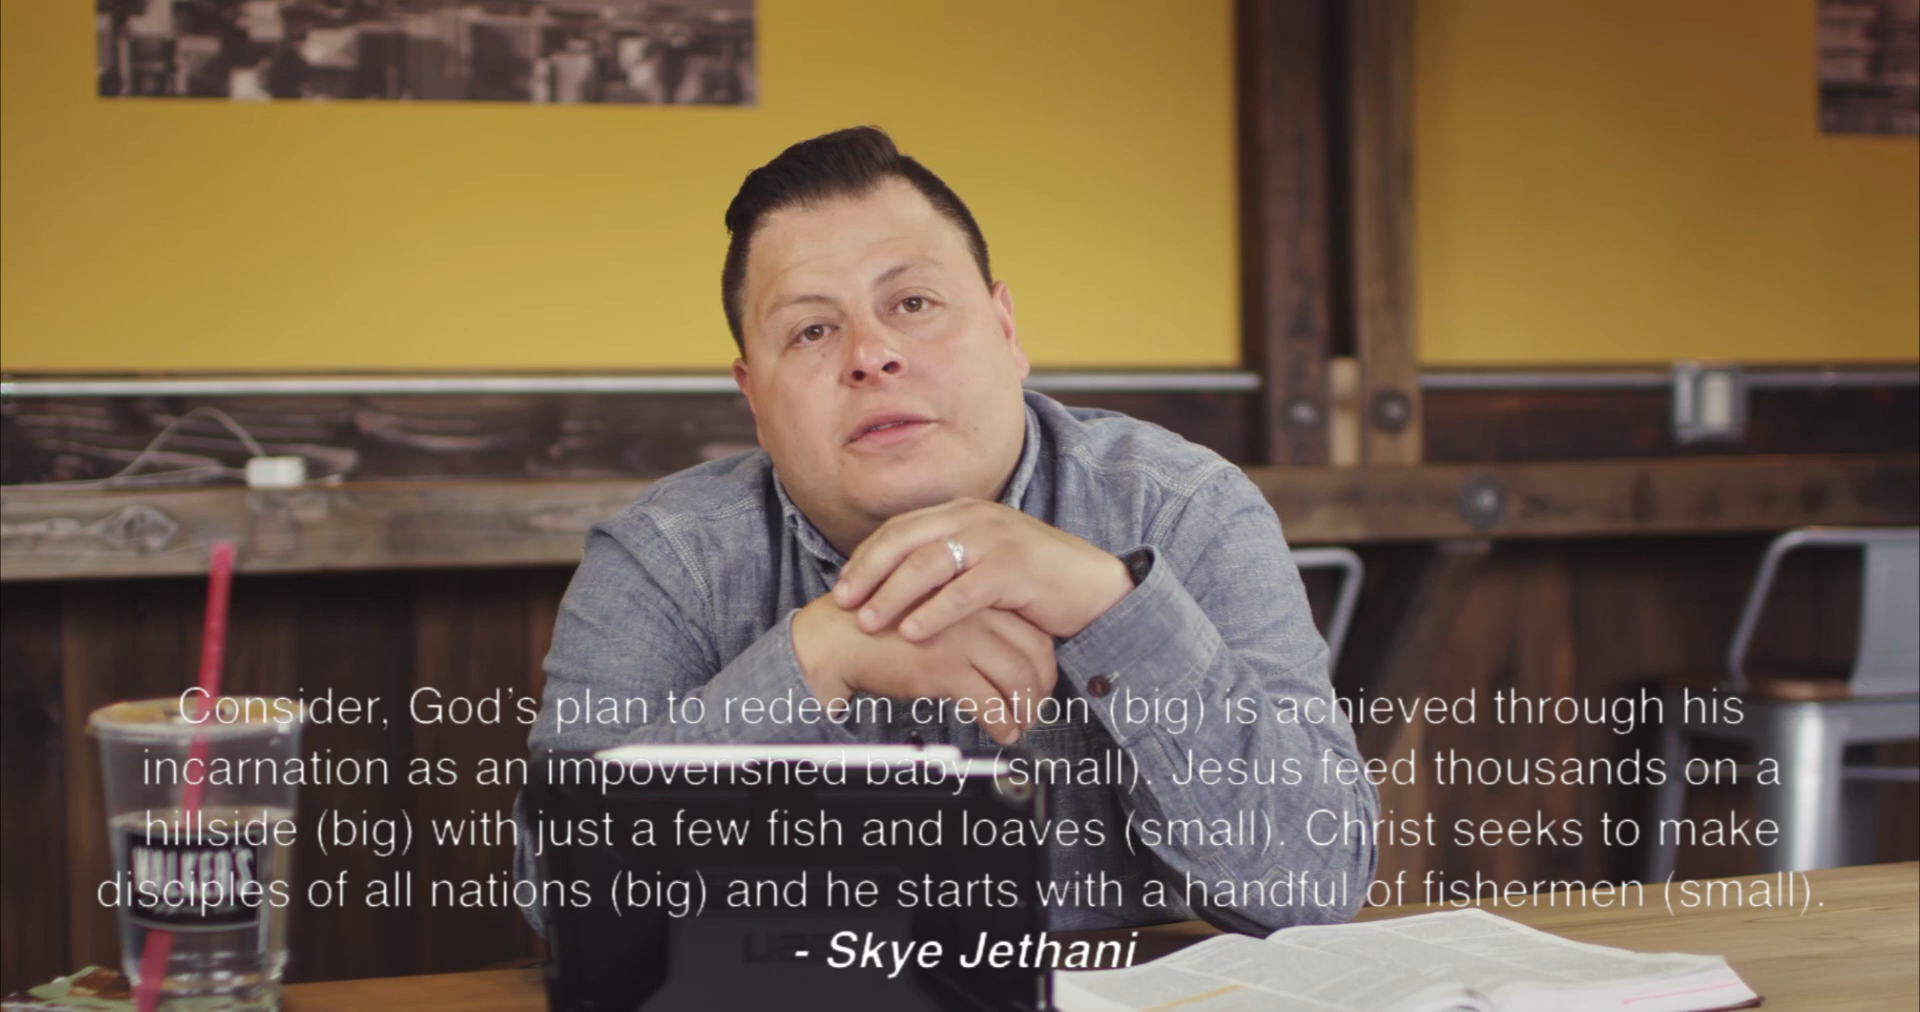 Consider, God's plan to redeem creation (big) is achieved through his
incarnation as an impoverished baby (small). Jesus feed thousands on a
hillside (big) with just a few fish and loaves (small). Christ seeks to make
disciples of all nations (big) and he starts with a handful of fishermen (small).
- Skye Jethani